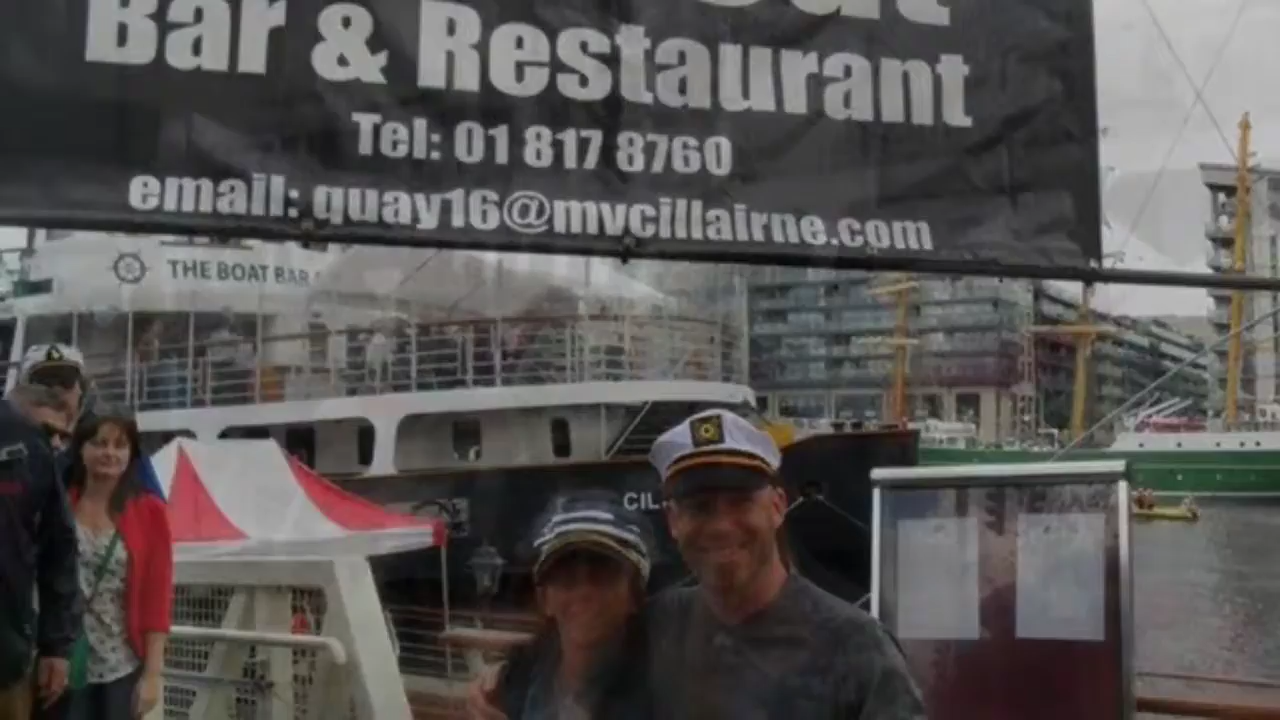 Bar & Restaurant
Tel: 01 817 8760
email: quay16@mvcillairne.com
THE BOAT BAR